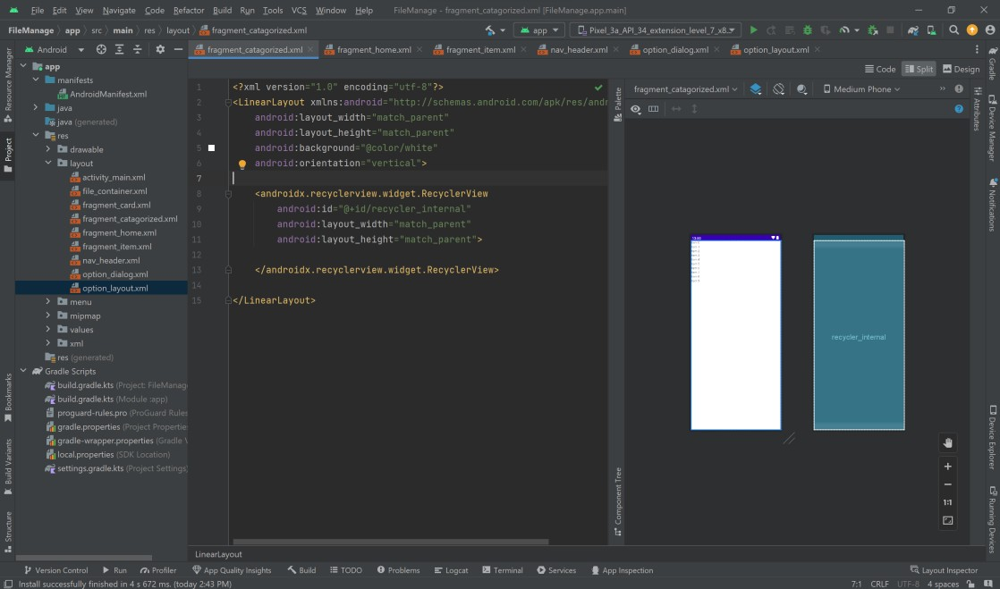 File Edit View Navigate Code Refactor Build Run Tools VCS Window Help FileManage - fragment_catagorized.xml [FileManage.app.main]
FileManage app src main res layout fragment_catagorized.xml app Pixel_3a_API_34_extension_level_7_x8...
Resource Manager
Project
Bookmarks
Build Variants
Structure
Android
app
manifests
AndroidManifest.xml
java
java (generated)
res
drawable
layout
activity_main.xml
file_container.xml
fragment_card.xml
fragment_catagorized.xml
fragment_home.xml
fragment_item.xml
nav_header.xml
option_dialog.xml
option_layout.xml
menu
mipmap
values
xml
res (generated)
Gradle Scripts
build.gradle.kts (Project: FileManag
build.gradle.kts (Module :app)
proguard-rules.pro (ProGuard Rules
gradle.properties (Project Propertie
gradle-wrapper.properties (Gradle V
local.properties (SDK Location)
settings.gradle.kts (Project Settings
fragment_catagorized.xml fragment_home.xml fragment_item.xml nav_header.xml option_dialog.xml option_layout.xml
Code Split Design
1 <?xml version="1.0" encoding="utf-8"?>
2 <LinearLayout xmlns:android="http://schemas.android.com/apk/res/andr
3 android:layout_width="match_parent"
4 android:layout_height="match_parent"
5 android:background="@color/white"
6 android:orientation="vertical">
7
8 <androidx.recyclerview.widget.RecyclerView
9 android:id="@+id/recycler_internal"
10 android:layout_width="match_parent"
11 android:layout_height="match_parent">
12
13 </androidx.recyclerview.widget.RecyclerView>
14
15 </LinearLayout>
LinearLayout
Palette
Component Tree
fragment_catagorized.xml Medium Phone
recycler_internal
1:1
Attributes
Gradle
Device Manager
Notifications
Device Explorer
Running Devices
Version Control Run Profiler App Quality Insights Build TODO Problems Logcat Terminal Services App Inspection Layout Inspector
Install successfully finished in 4 s 672 ms. (today 2:43 PM) 7:1 CRLF UTF-8 4 spaces